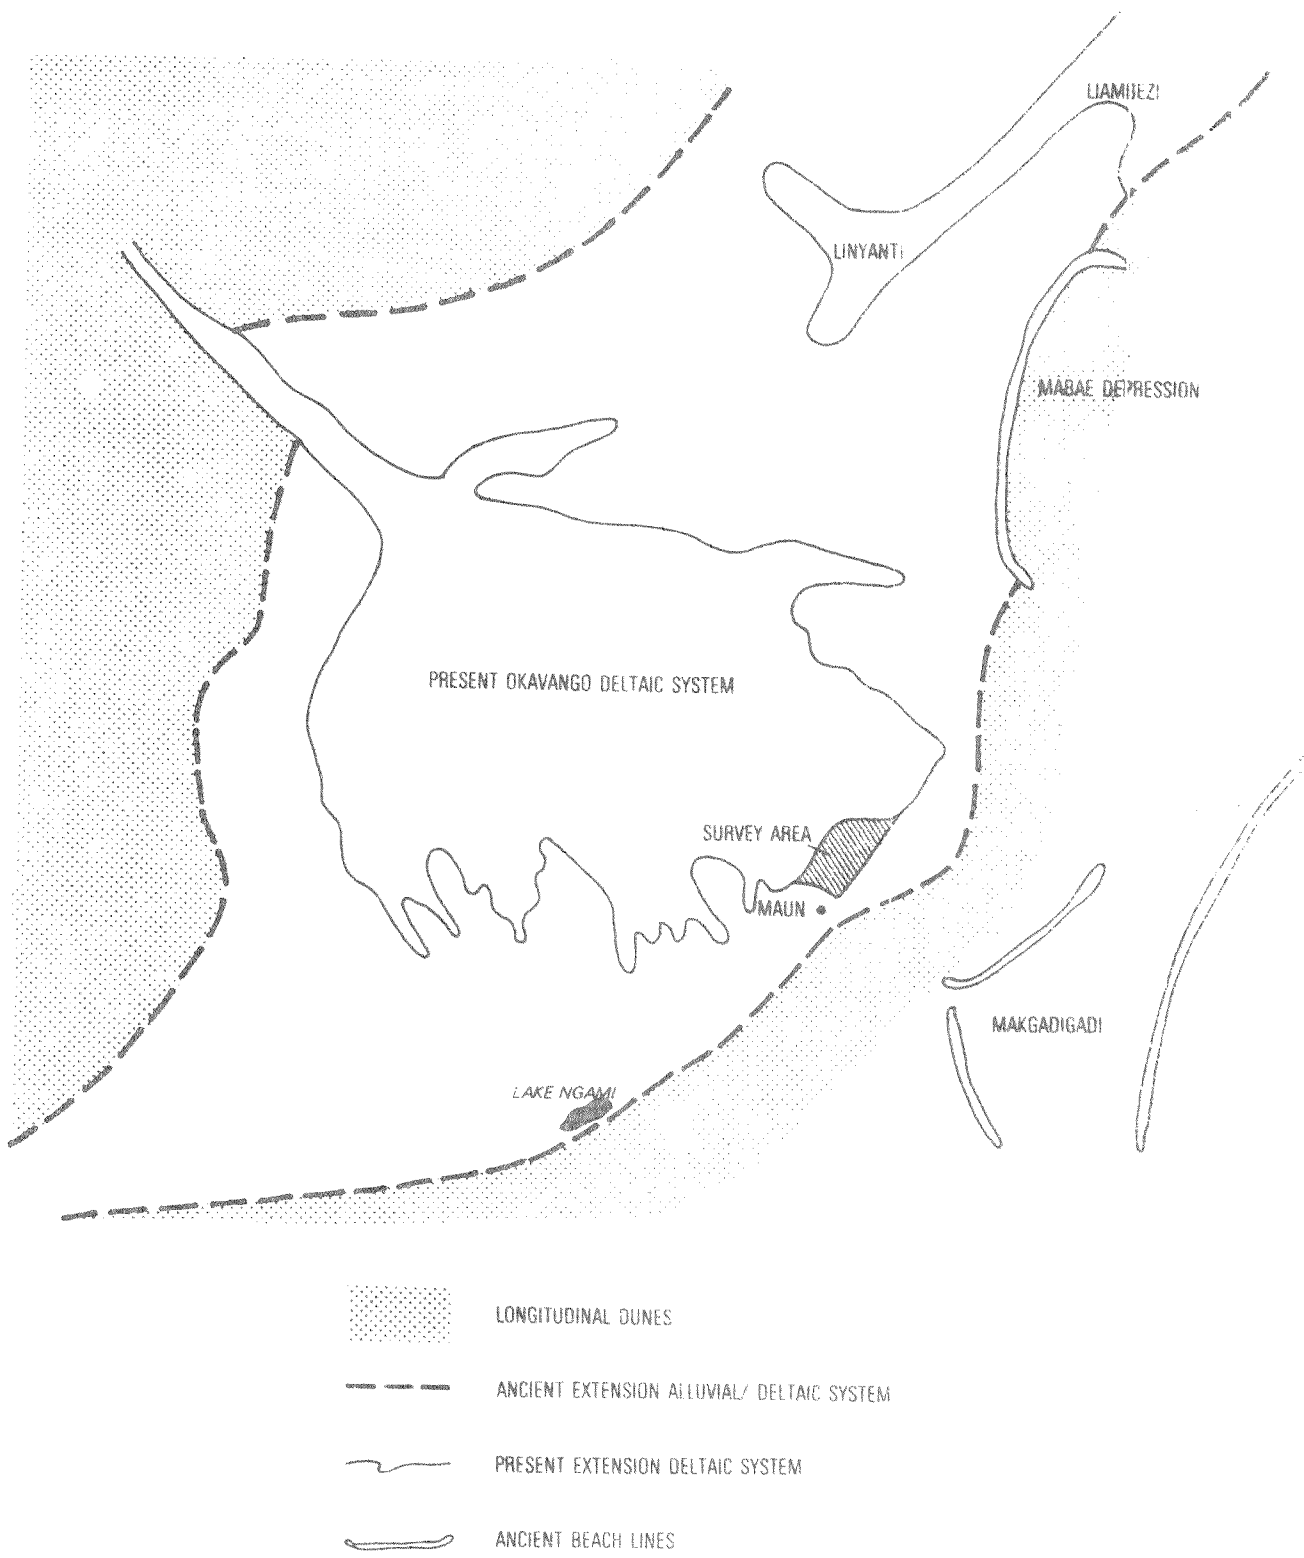 LIAMBEZI
LINYANTI
MABAE DEPRESSION
PRESENT OKAVANGO DELTAIC SYSTEM
SURVEY AREA
MAUN
MAKGADIGADI
LAKE NGAMI
LONGITUDINAL DUNES
ANCIENT EXTENSION ALLUVIAL/ DELTAIC SYSTEM
PRESENT EXTENSION DELTAIC SYSTEM
ANCIENT BEACH LINES